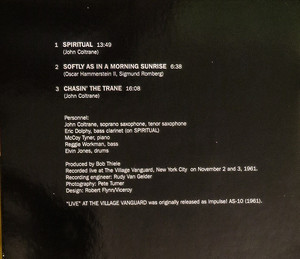 1 SPIRITUAL 13:49
(John Coltrane)
2 SOFTLY AS IN A MORNING SUNRISE 6:38
(Oscar Hammerstein II, Sigmund Romberg)
3 CHASIN' THE TRANE 16:08
(John Coltrane)
Personnel:
John Coltrane, soprano saxophone, tenor saxophone
Eric Dolphy, bass clarinet (on SPIRITUAL)
McCoy Tyner, piano
Reggie Workman, bass
Elvin Jones, drums
Produced by Bob Thiele
Recorded live at The Village Vanguard, New York City on November 2 and 3, 1961.
Recording engineer: Rudy Van Gelder
Photography: Pete Turner
Design: Robert Flynn/Viceroy
"LIVE" AT THE VILLAGE VANGUARD was originally released as Impulse! AS-10 (1961).